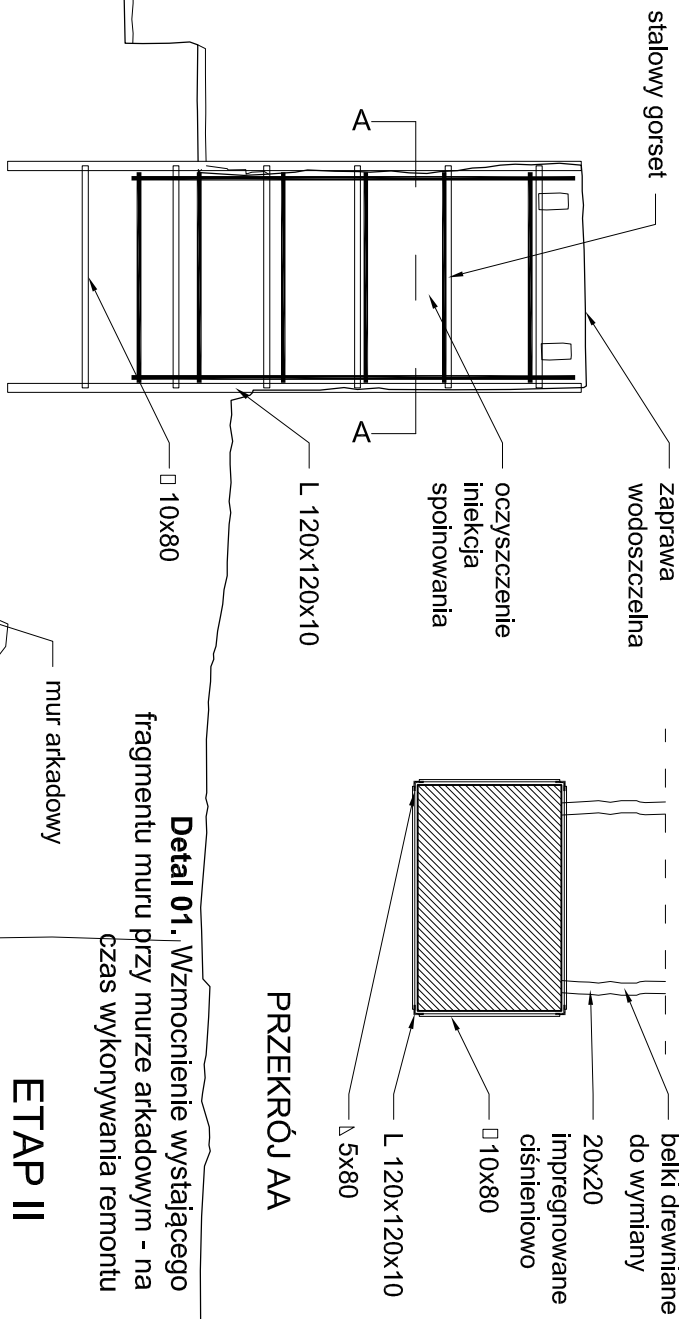 stalowy gorset
zaprawa
wodoszczelna
A
A
oczyszczenie
iniekcja
spoinowania
L 120x120x10
▯ 10x80
mur arkadowy
belki drewniane
do wymiany
20x20
impregnowane
ciśnieniowo
▯ 10x80
L 120x120x10
5x80
PRZEKRÓJ AA
Detal 01. Wzmocnienie wystającego
fragmentu muru przy murze arkadowym - na
czas wykonywania remontu
ETAP II